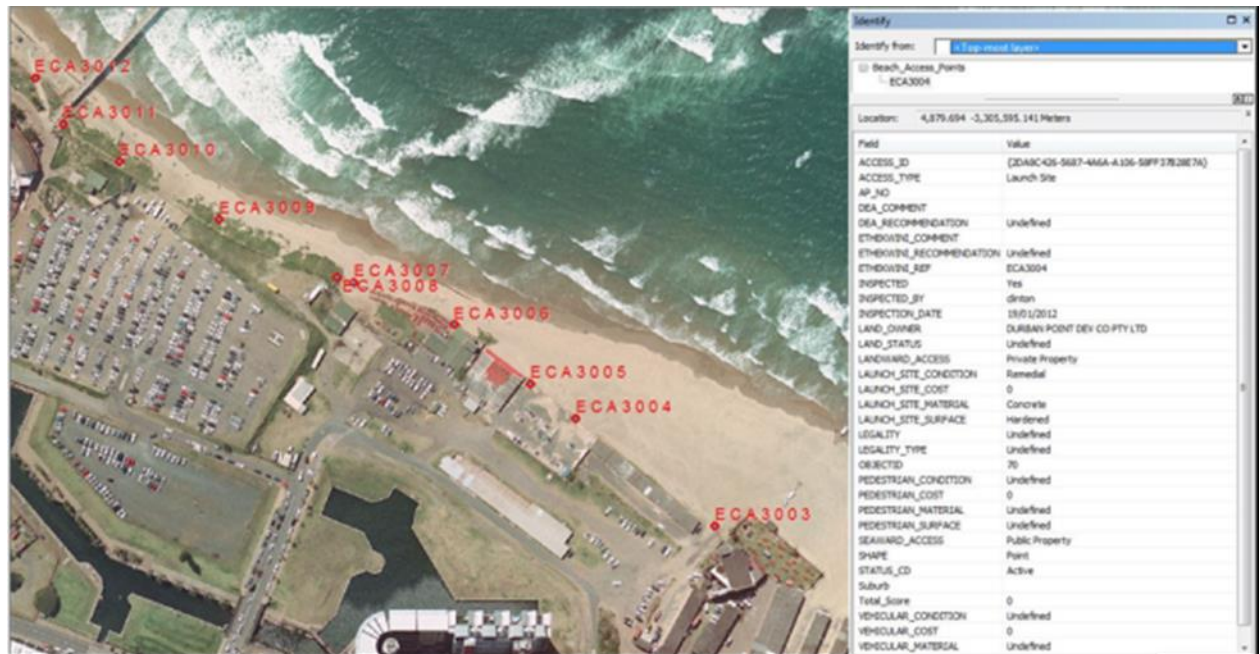 ECA3012
ECA3011
ECA3010
ECA3009
ECA3007
ECA3008
ECA3006
ECA3005
ECA3004
ECA3003
Identify
Identify from: <Top-most layer>
Beach_Access_Points
ECA3004
Location: 4,879.694 -3,305,595.141 Meters
Field Value
ACCESS_ID
ACCESS_TYPE Launch Site
AP_NO
DEA_COMMENT
DEA_RECOMMENDATION Undefined
ETHEKWINI_COMMENT
ETHEKWINI_RECOMMENDATION Undefined
ETHEKWINI_REF ECA3004
INSPECTED Yes
INSPECTED_BY clinton
INSPECTION_DATE 19/01/2012
LAND_OWNER DURBAN POINT DEV CO PTY LTD
LAND_STATUS Undefined
LANDWARD_ACCESS Private Property
LAUNCH_SITE_CONDITION Remedial
LAUNCH_SITE_COST 0
LAUNCH_SITE_MATERIAL Concrete
LAUNCH_SITE_SURFACE Hardened
LEGALITY Undefined
LEGALITY_TYPE Undefined
OBJECTID 70
PEDESTRIAN_CONDITION Undefined
PEDESTRIAN_COST 0
PEDESTRIAN_MATERIAL Undefined
PEDESTRIAN_SURFACE Undefined
SEAWARD_ACCESS Public Property
SHAPE Point
STATUS_CD Active
Suburb
Total_Score 0
VEHICULAR_CONDITION Undefined
VEHICULAR_COST 0
VEHICULAR_MATERIAL Undefined